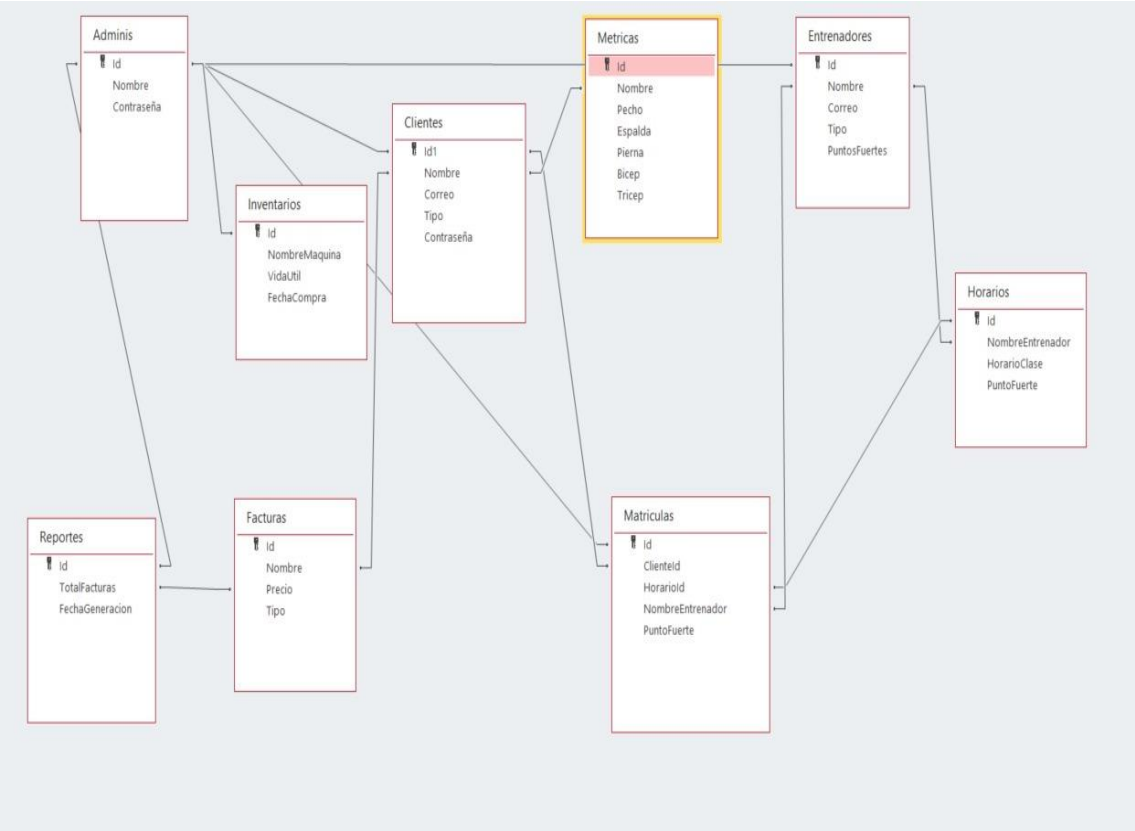 Adminis
Id
Nombre
Contraseña
Metricas
Id
Nombre
Pecho
Espalda
Pierna
Bicep
Tricep
Entrenadores
Id
Nombre
Correo
Tipo
PuntosFuertes
Clientes
Id1
Nombre
Correo
Tipo
Contraseña
Inventarios
Id
NombreMaquina
VidaUtil
FechaCompra
Horarios
Id
NombreEntrenador
HorarioClase
PuntoFuerte
Reportes
Id
TotalFacturas
FechaGeneracion
Facturas
Id
Nombre
Precio
Tipo
Matriculas
Id
ClienteId
HorarioId
NombreEntrenador
PuntoFuerte